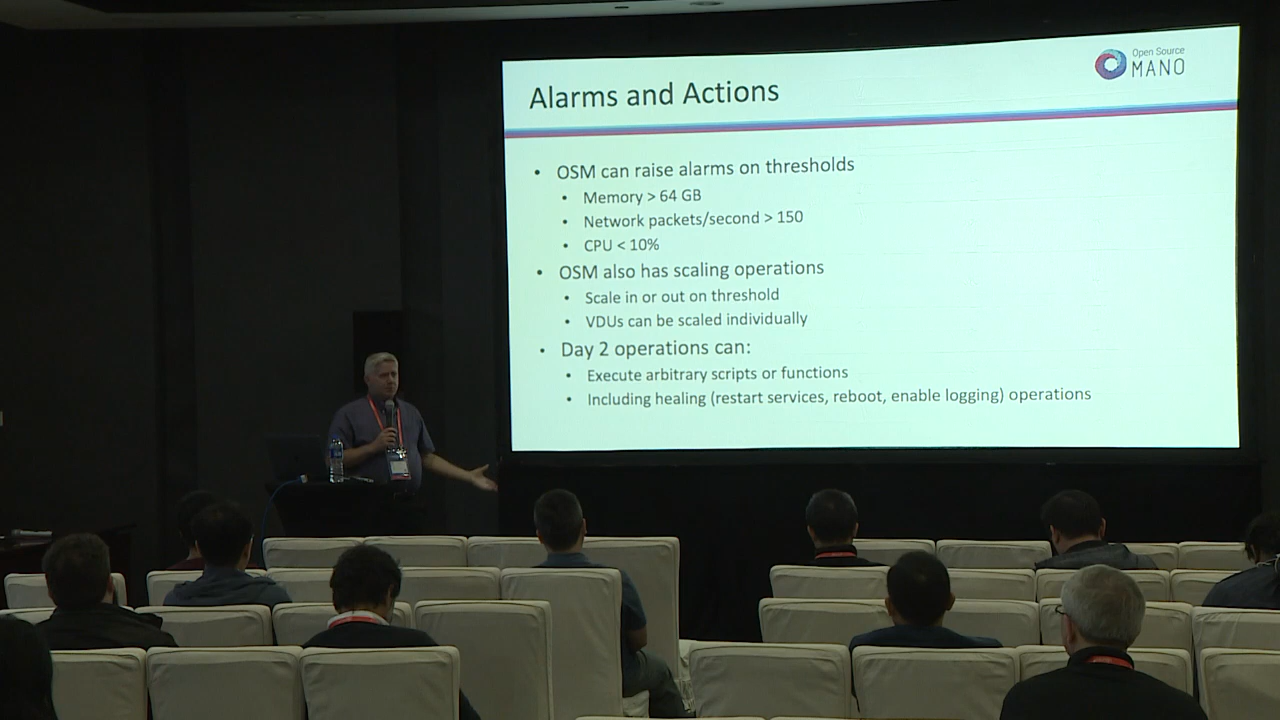 Open Source
MANO
Alarms and Actions
• OSM can raise alarms on thresholds
• Memory > 64 GB
• Network packets/second > 150
• CPU < 10%
• OSM also has scaling operations
• Scale in or out on threshold
• VDUs can be scaled individually
• Day 2 operations can:
• Execute arbitrary scripts or functions
• Including healing (restart services, reboot, enable logging) operations